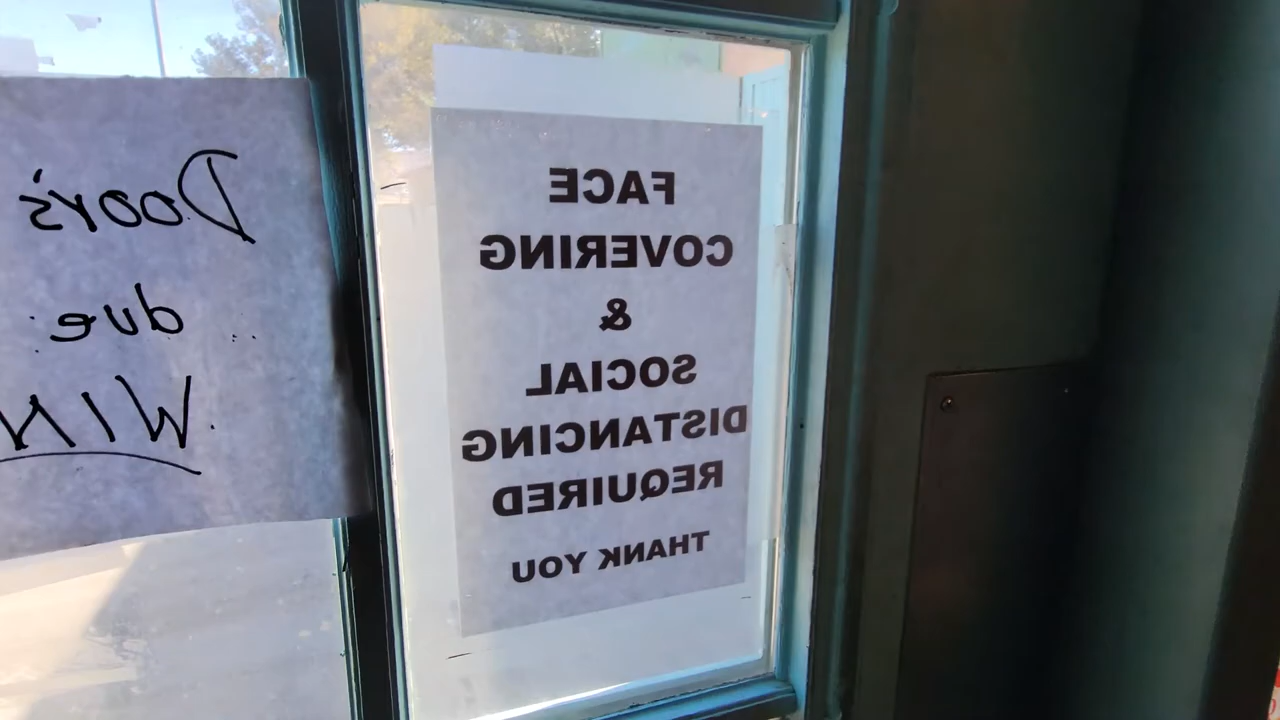 Door's
due
WIN
FACE
COVERING
&
SOCIAL
DISTANCING
REQUIRED
THANK YOU